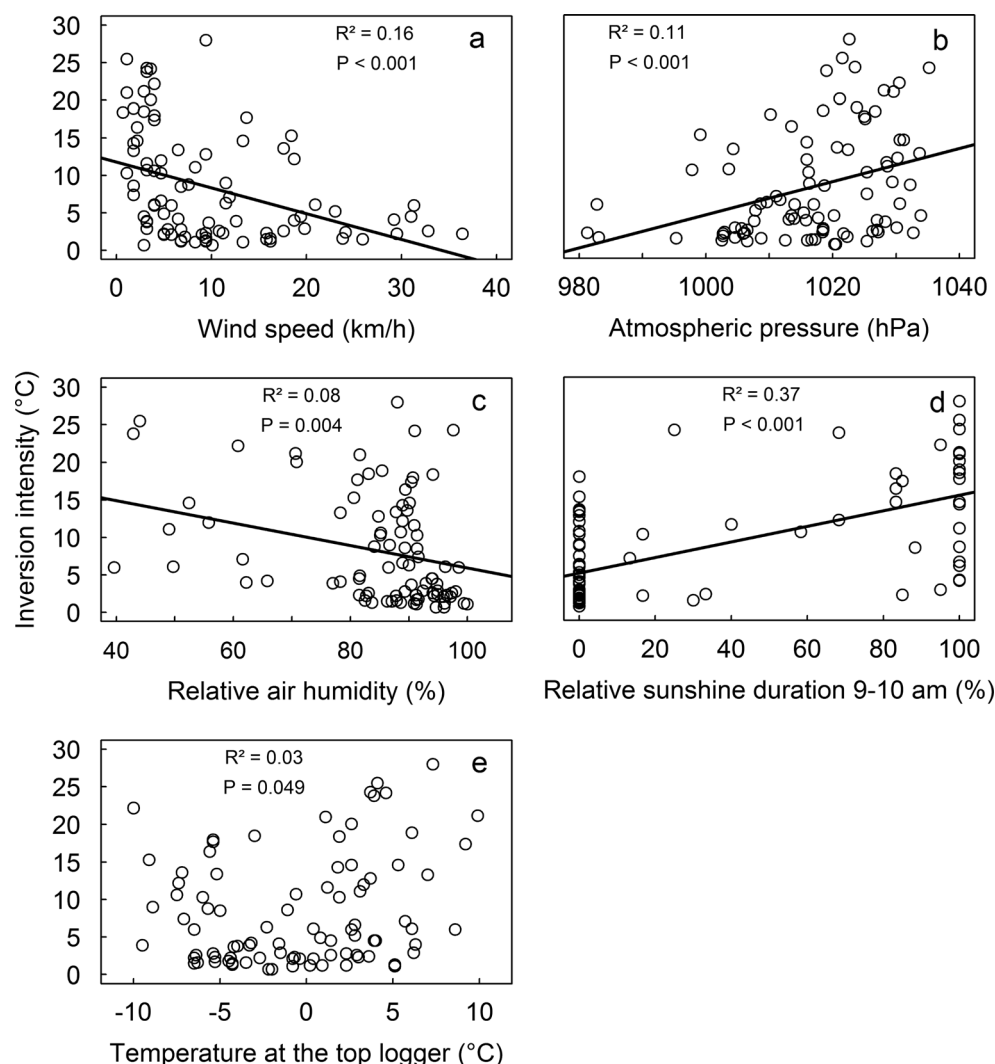 Inversion intensity (°C)
a
R² = 0.16
P < 0.001
30
25
20
15
10
5
0
0 10 20 30 40
Wind speed (km/h)
b
R² = 0.11
P < 0.001
980 1000 1020 1040
Atmospheric pressure (hPa)
c
R² = 0.08
P = 0.004
30
25
20
15
10
5
0
40 60 80 100
Relative air humidity (%)
d
R² = 0.37
P < 0.001
0 20 40 60 80 100
Relative sunshine duration 9-10 am (%)
e
R² = 0.03
P = 0.049
30
25
20
15
10
5
0
-10 -5 0 5 10
Temperature at the top logger (°C)